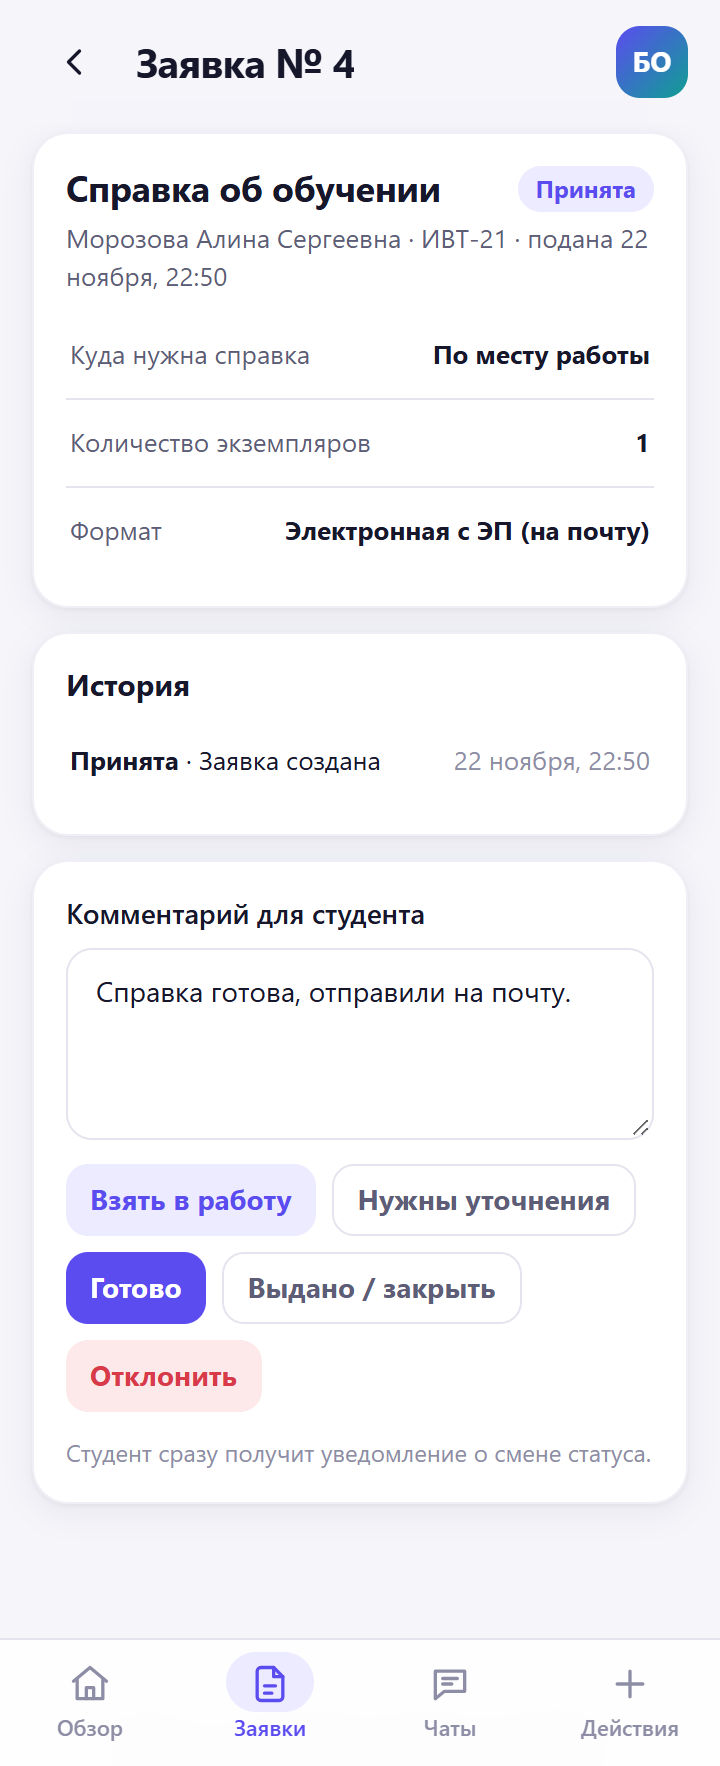 Заявка № 4
БО
Справка об обучении
Принята
Морозова Алина Сергеевна · ИВТ-21 · подана 22
ноября, 22:50
Куда нужна справка
По месту работы
Количество экземпляров
1
Формат
Электронная с ЭП (на почту)
История
Принята · Заявка создана
22 ноября, 22:50
Комментарий для студента
Справка готова, отправили на почту.
Взять в работу
Нужны уточнения
Готово
Выдано / закрыть
Отклонить
Студент сразу получит уведомление о смене статуса.
Обзор
Заявки
Чаты
Действия